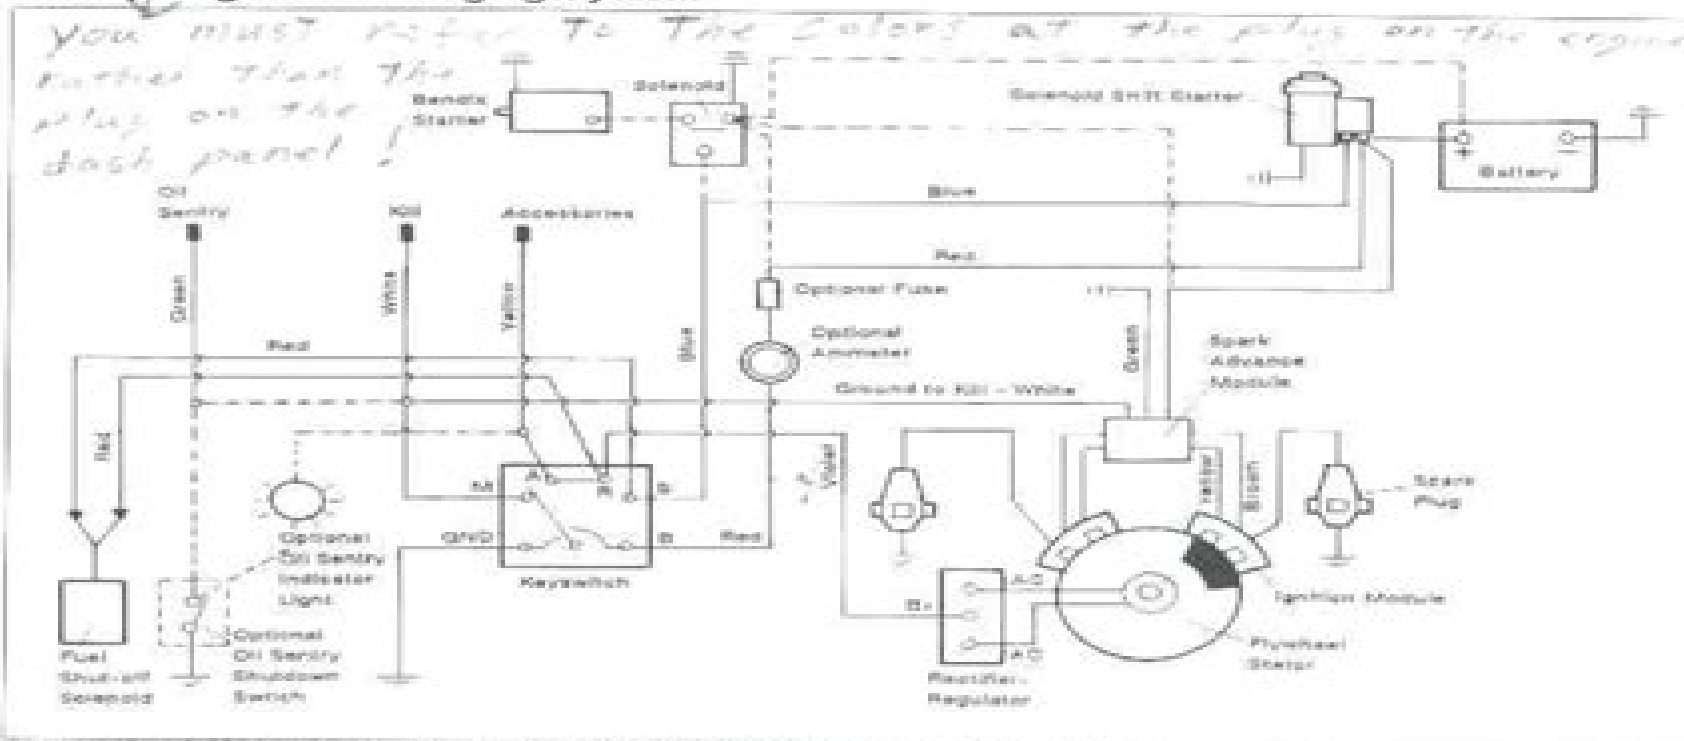 You must refer to The Colors at the plug on the engine
rather than the
plug on the
dash panel!
Bendix
Starter
Solenoid
Solenoid Shift Starter
Battery
+
−
Oil
Sentry
Kill
Accessories
Blue
Red
Green
White
Yellow
Blue
Optional Fuse
Optional
Ammeter
Green
Spark
Advance
Module
Red
Ground to Kill - White
Red
Violet
Yellow
Brown
Spark
Plug
M
A
R
S
GND
B
Red
Keyswitch
Optional
Oil Sentry
Indicator
Light
Fuel
Shut-off
Solenoid
Optional
Oil Sentry
Shutdown
Switch
AC
B+
AC
Rectifier-
Regulator
Ignition Module
Flywheel
Stator